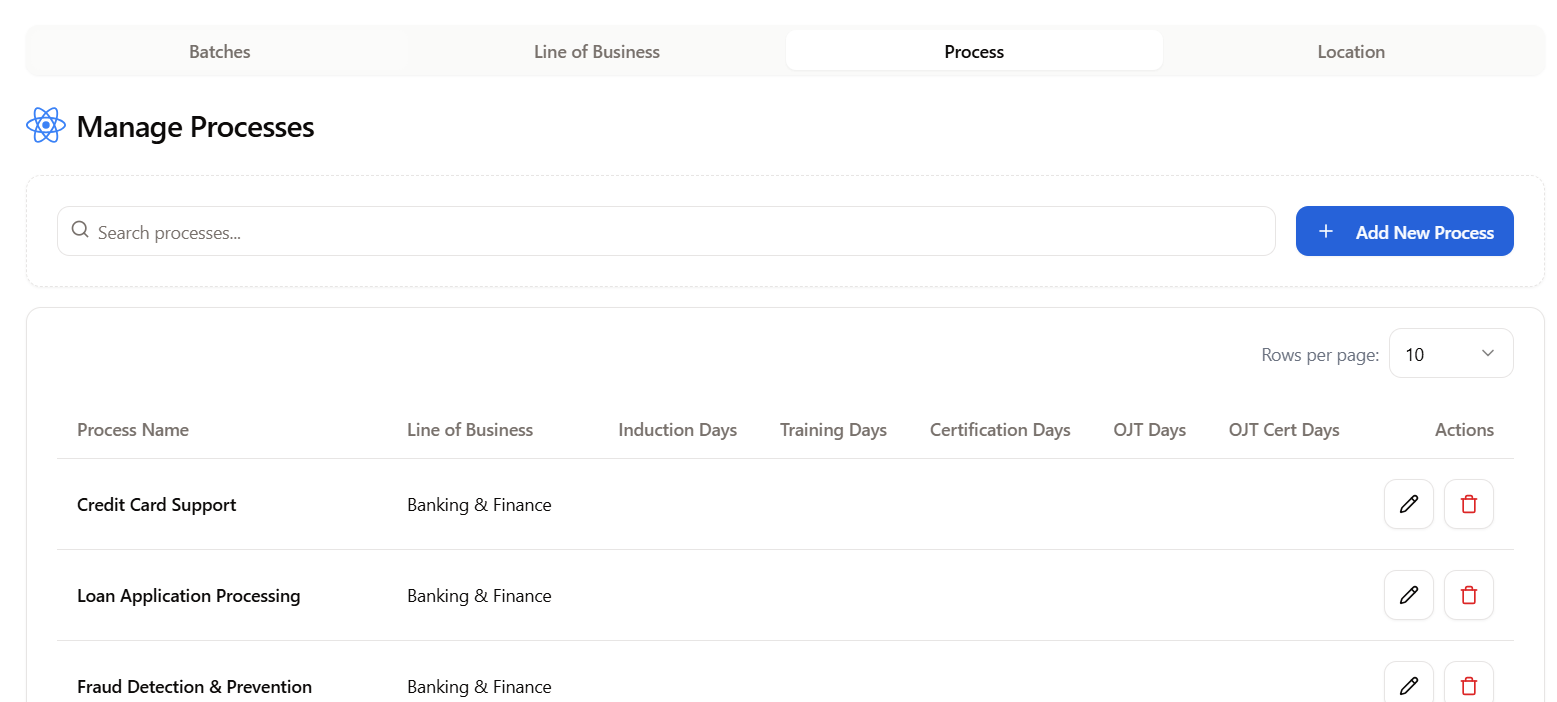 Batches Line of Business Process Location
Manage Processes
Search processes... + Add New Process
Rows per page: 10
Process Name Line of Business Induction Days Training Days Certification Days OJT Days OJT Cert Days Actions
Credit Card Support Banking & Finance
Loan Application Processing Banking & Finance
Fraud Detection & Prevention Banking & Finance